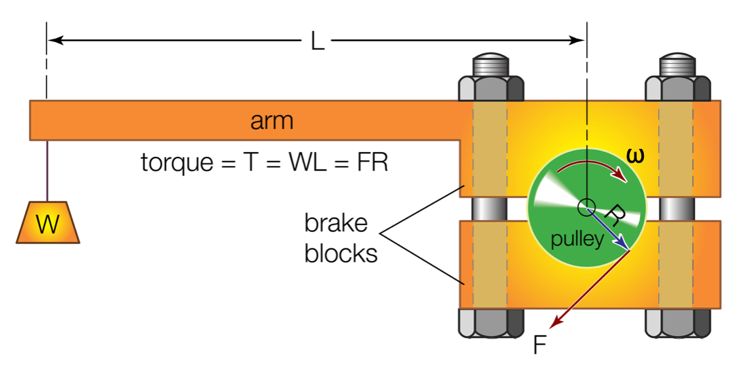 L
arm
torque = T = WL = FR
ω
W
R
brake
blocks
pulley
F